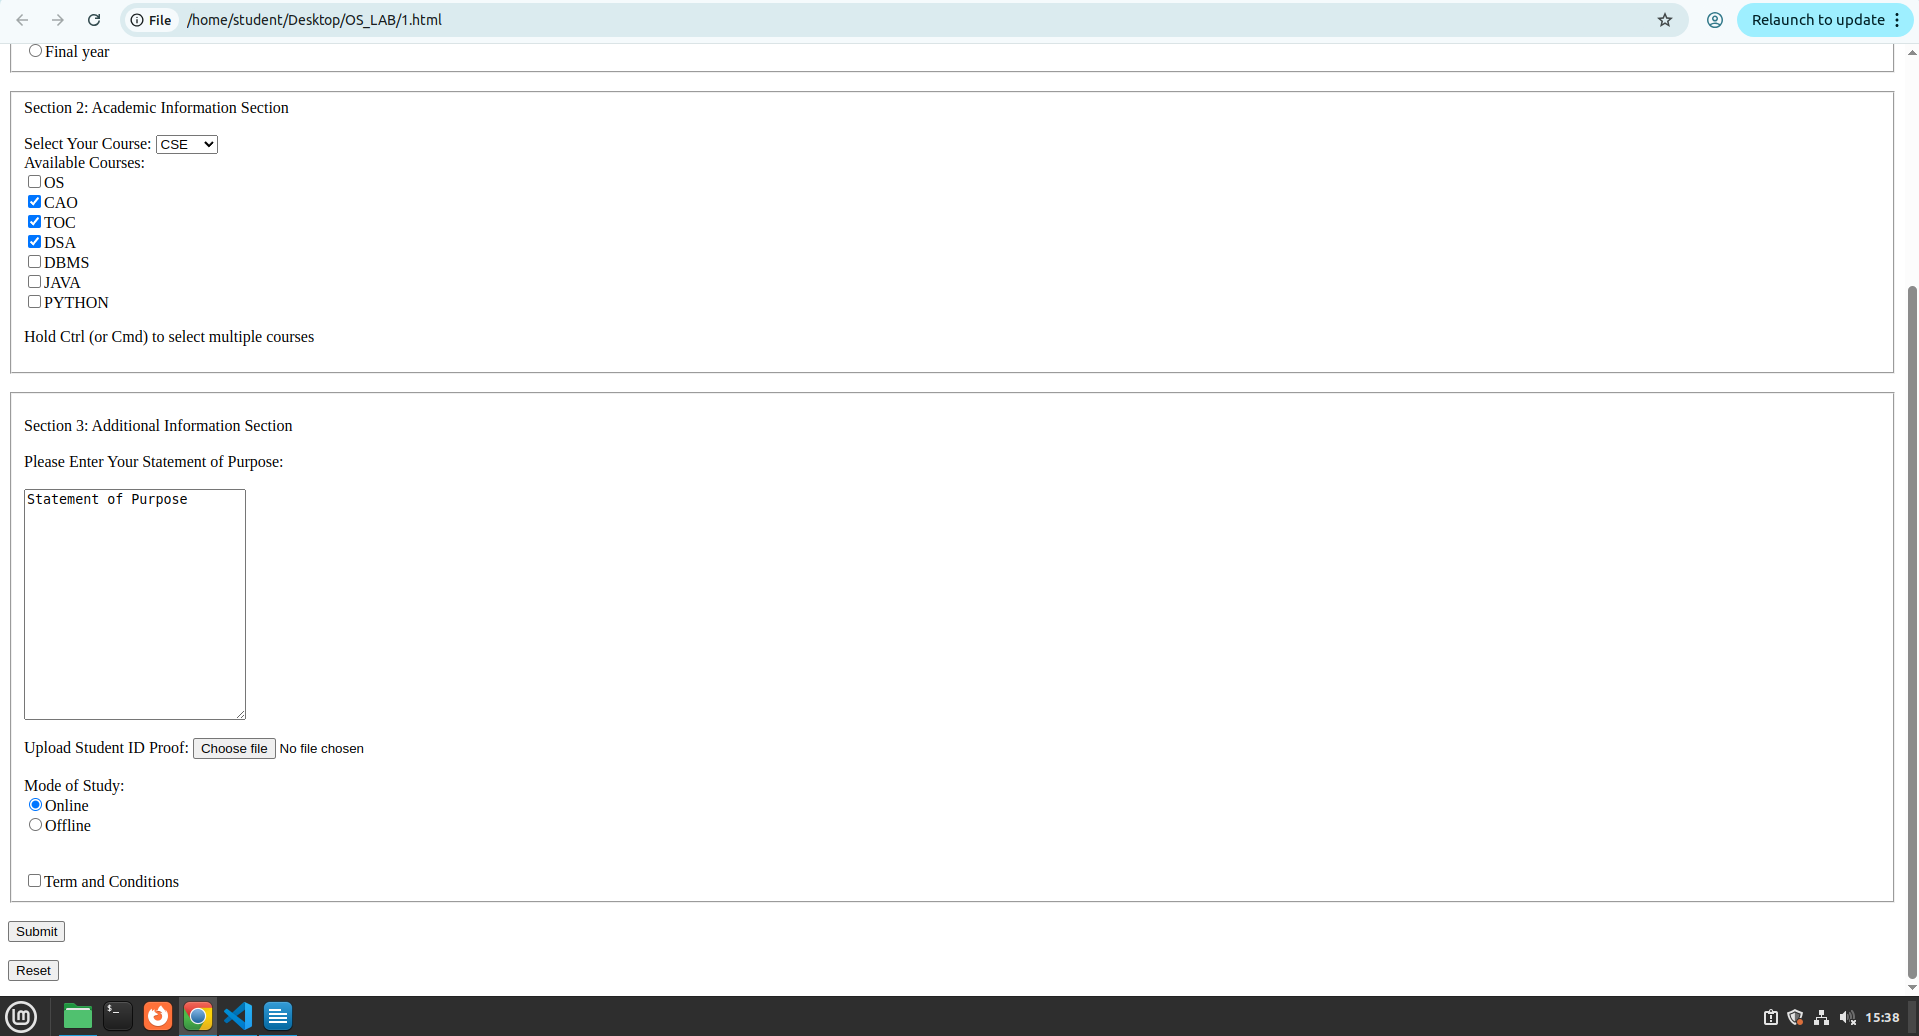 File /home/student/Desktop/OS_LAB/1.html Relaunch to update
Final year
Section 2: Academic Information Section
Select Your Course: CSE
Available Courses:
OS
CAO
TOC
DSA
DBMS
JAVA
PYTHON
Hold Ctrl (or Cmd) to select multiple courses
Section 3: Additional Information Section
Please Enter Your Statement of Purpose:
Statement of Purpose
Upload Student ID Proof: Choose file No file chosen
Mode of Study:
Online
Offline
Term and Conditions
Submit
Reset
15:38